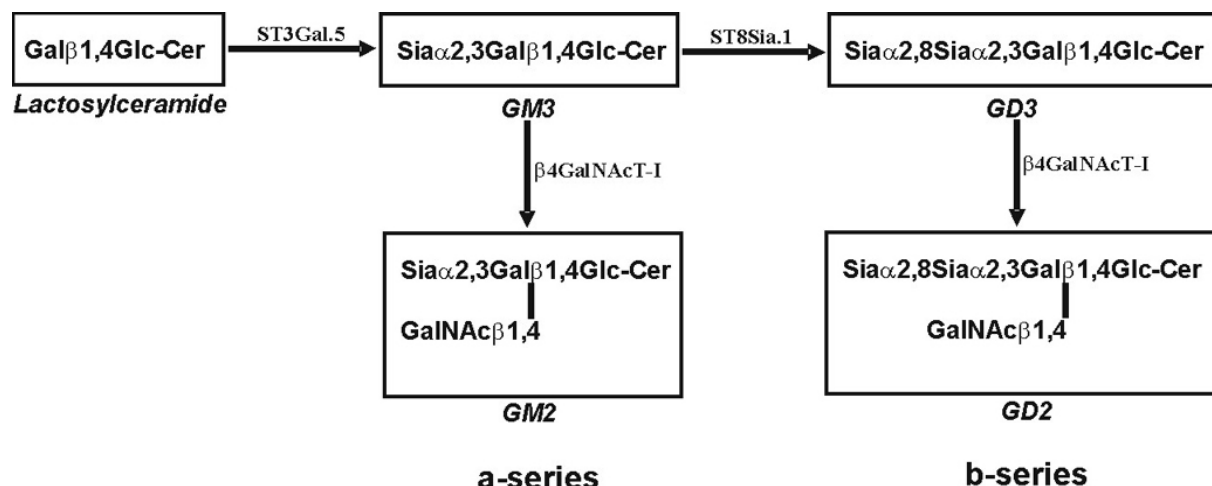 Galβ1,4Glc-Cer
Lactosylceramide
ST3Gal.5
Siaα2,3Galβ1,4Glc-Cer
GM3
ST8Sia.1
Siaα2,8Siaα2,3Galβ1,4Glc-Cer
GD3
β4GalNAcT-I
β4GalNAcT-I
Siaα2,3Galβ1,4Glc-Cer
GalNAcβ1,4
GM2
Siaα2,8Siaα2,3Galβ1,4Glc-Cer
GalNAcβ1,4
GD2
a-series
b-series